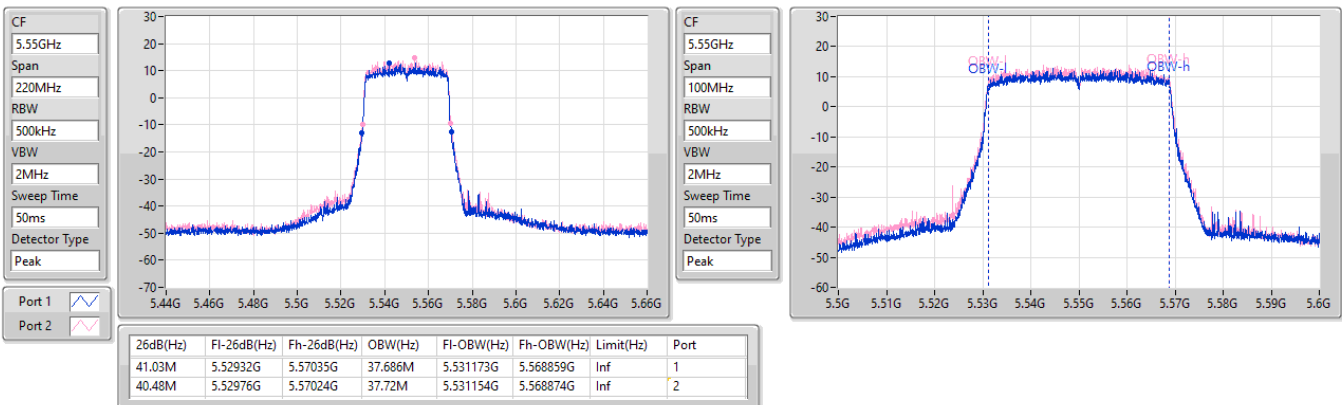 CF
5.55GHz
Span
220MHz
RBW
500kHz
VBW
2MHz
Sweep Time
50ms
Detector Type
Peak
Port 1
Port 2
30
20
10
0
-10
-20
-30
-40
-50
-60
-70
5.44G 5.46G 5.48G 5.5G 5.52G 5.54G 5.56G 5.58G 5.6G 5.62G 5.64G 5.66G
CF
5.55GHz
Span
100MHz
RBW
500kHz
VBW
2MHz
Sweep Time
50ms
Detector Type
Peak
30
20
10
0
-10
-20
-30
-40
-50
-60
OBW-l OBW-h
OBW-l OBW-h
5.5G 5.51G 5.52G 5.53G 5.54G 5.55G 5.56G 5.57G 5.58G 5.59G 5.6G
26dB(Hz) Fl-26dB(Hz) Fh-26dB(Hz) OBW(Hz) Fl-OBW(Hz) Fh-OBW(Hz) Limit(Hz) Port
41.03M 5.52932G 5.57035G 37.686M 5.531173G 5.568859G Inf 1
40.48M 5.52976G 5.57024G 37.72M 5.531154G 5.568874G Inf 2